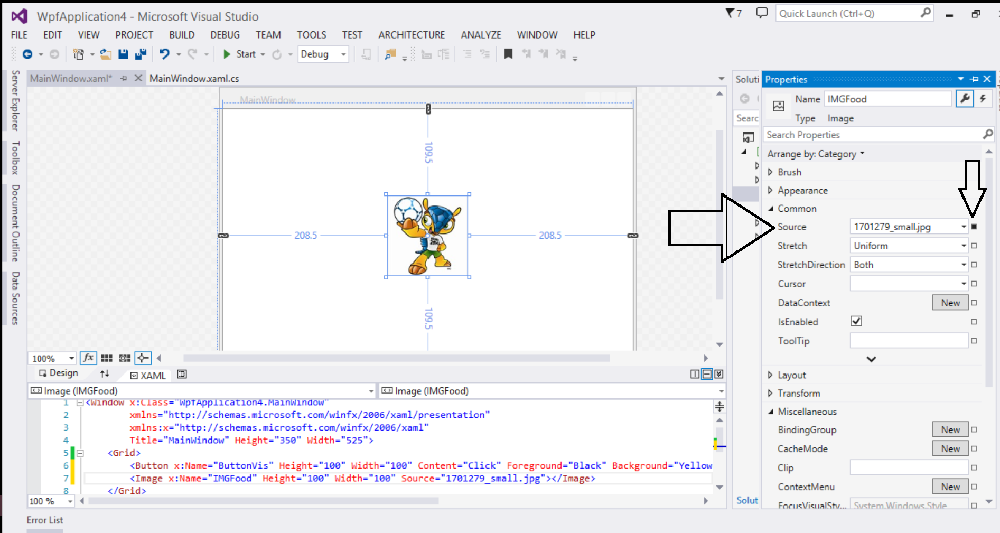 WpfApplication4 - Microsoft Visual Studio
7
Quick Launch (Ctrl+Q)
FILE EDIT VIEW PROJECT BUILD DEBUG TEAM TOOLS TEST ARCHITECTURE ANALYZE WINDOW HELP
Start
Debug
Server Explorer
Toolbox
Document Outline
Data Sources
MainWindow.xaml*
MainWindow.xaml.cs
MainWindow
109.5
208.5
208.5
109.5
100%
fx
Design
XAML
Image (IMGFood)
Image (IMGFood)
1 <Window x:Class="WpfApplication4.MainWindow"
2 xmlns="http://schemas.microsoft.com/winfx/2006/xaml/presentation"
3 xmlns:x="http://schemas.microsoft.com/winfx/2006/xaml"
4 Title="MainWindow" Height="350" Width="525">
5 <Grid>
6 <Button x:Name="ButtonVis" Height="100" Width="100" Content="Click" Foreground="Black" Background="Yellow
7 <Image x:Name="IMGFood" Height="100" Width="100" Source="1701279_small.jpg"></Image>
8 </Grid>
100 %
Error List
Soluti
Searc
Solut
Properties
Name IMGFood
Type Image
Search Properties
Arrange by: Category
Brush
Appearance
Common
Source 1701279_small.jpg
Stretch Uniform
StretchDirection Both
Cursor
DataContext New
IsEnabled
ToolTip
Layout
Transform
Miscellaneous
BindingGroup New
CacheMode New
Clip
ContextMenu New
FocusVisualSty... System.Windows.Style